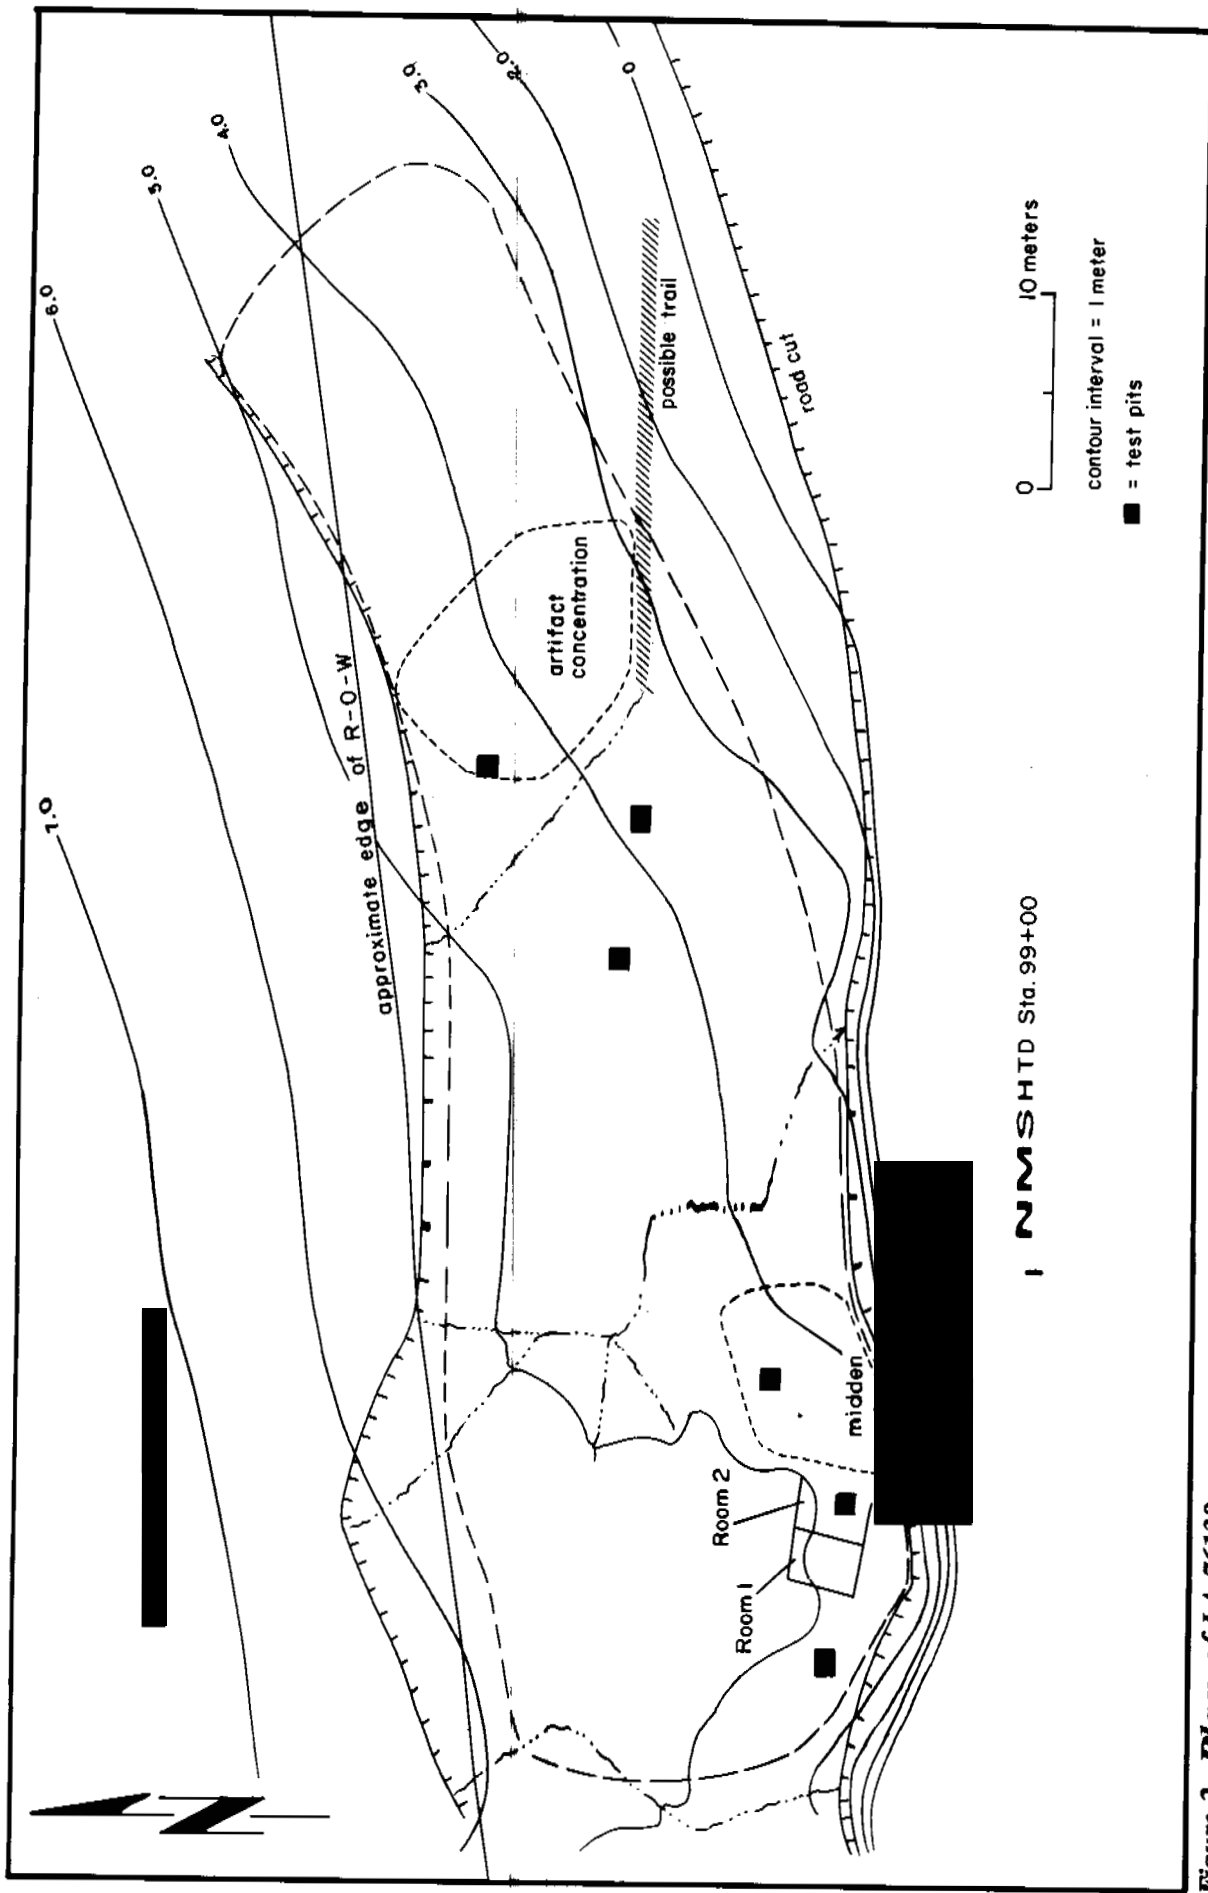 7.0
6.0
5.0
4.0
3.0
2.0
0
approximate edge of R-O-W
artifact
concentration
possible trail
road cut
Room 1
Room 2
midden
N
NMSHTD Sta. 99+00
0
10 meters
contour interval = 1 meter
= test pits